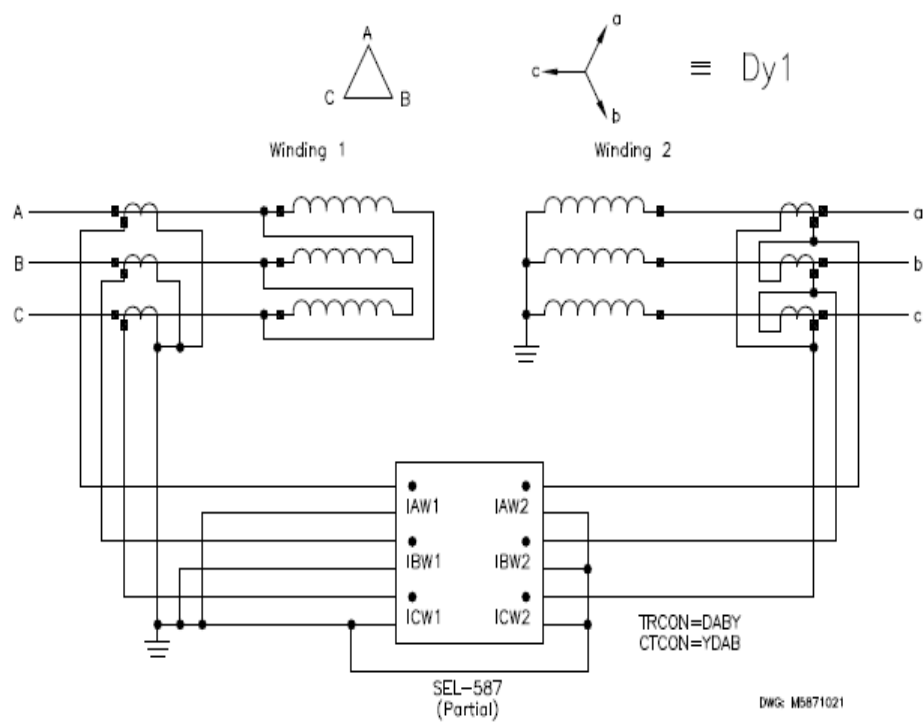 A
C B
a
c
b
≡ Dy1
Winding 1
Winding 2
A
B
C
a
b
c
IAW1 IAW2
IBW1 IBW2
ICW1 ICW2
TRCON=DABY
CTCON=YDAB
SEL-587
(Partial)
DWG: M5871021